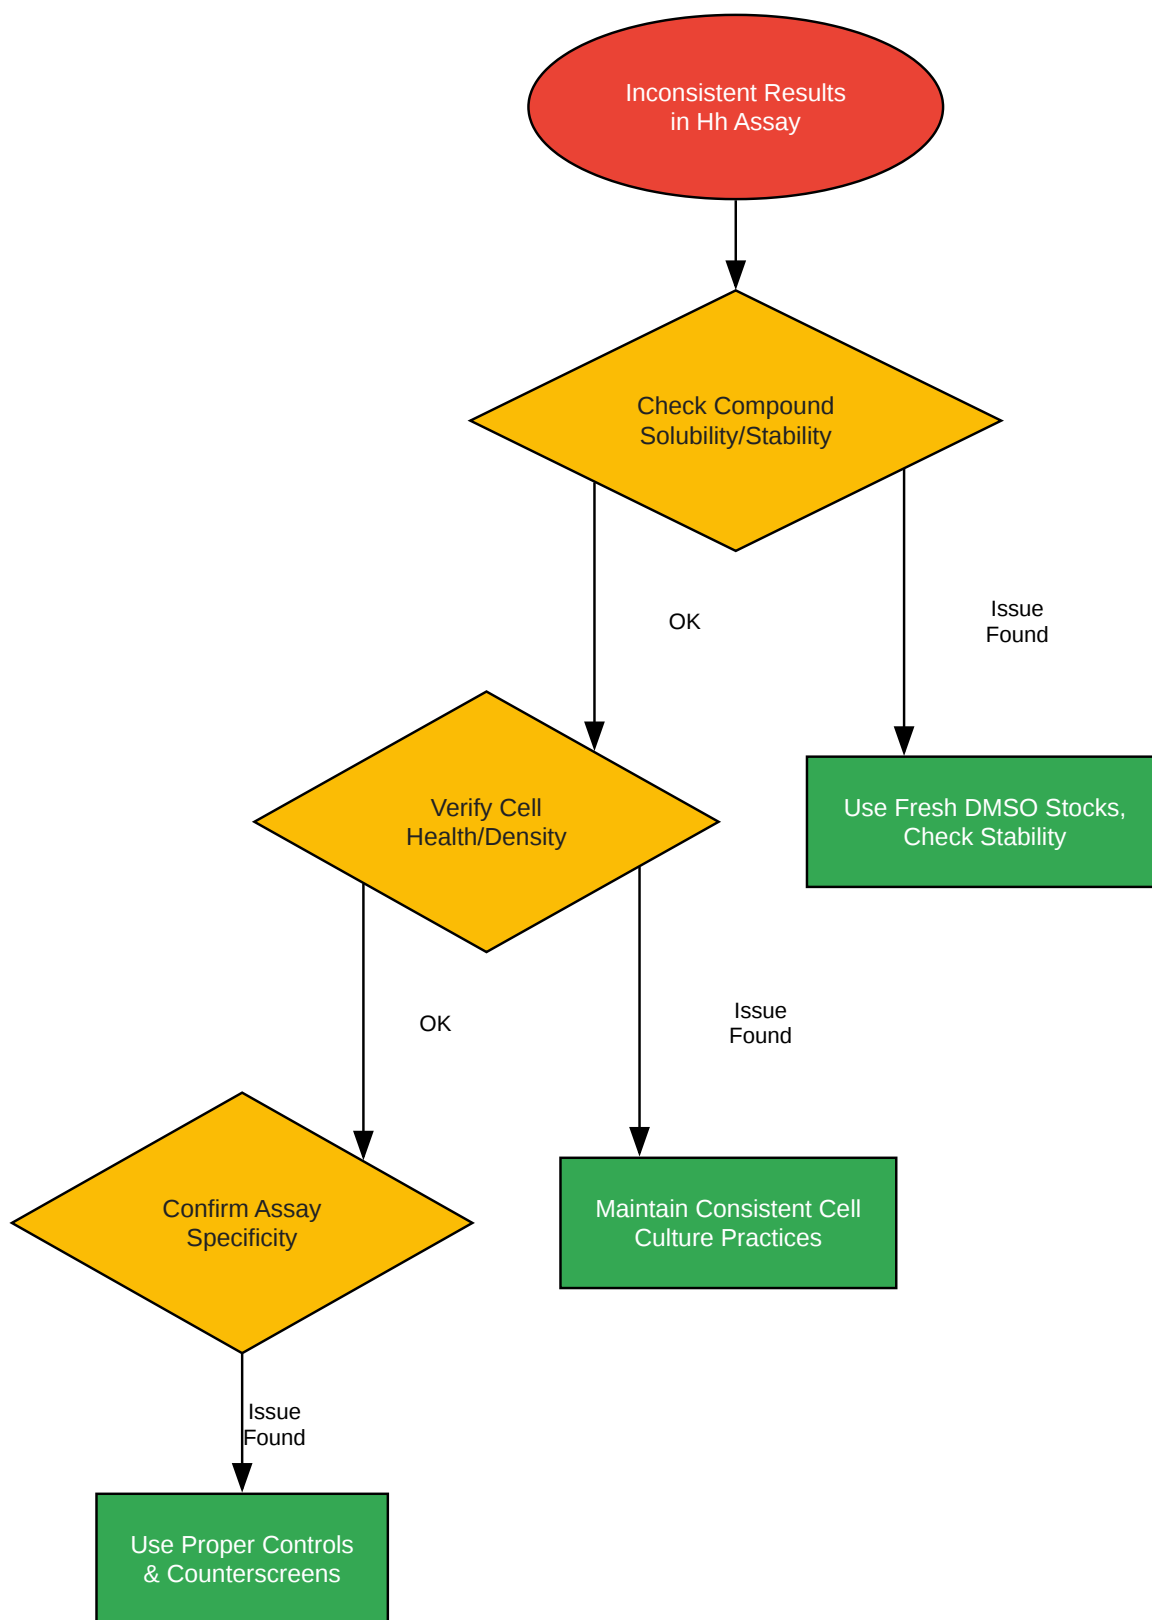 Inconsistent Results
in Hh Assay
Check Compound
Solubility/Stability
OK
Issue
Found
Verify Cell
Health/Density
Use Fresh DMSO Stocks,
Check Stability
OK
Issue
Found
Confirm Assay
Specificity
Maintain Consistent Cell
Culture Practices
Issue
Found
Use Proper Controls
& Counterscreens